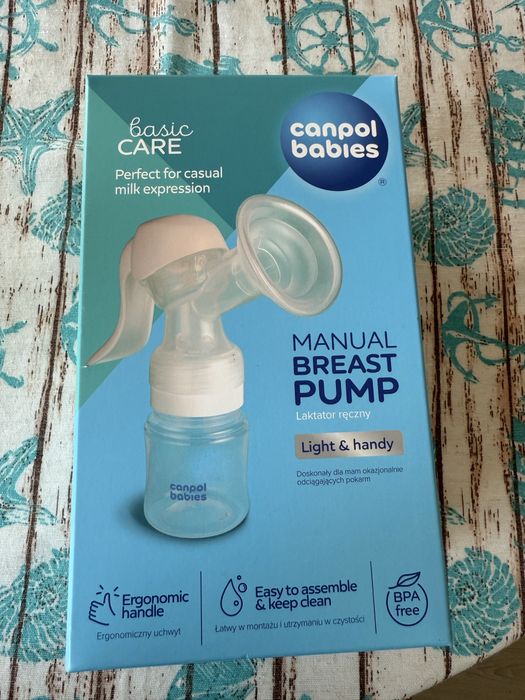 basic
CARE
Perfect for casual
milk expression
canpol
babies
®
MANUAL
BREAST
PUMP
Laktator ręczny
Light & handy
Doskonały dla mam okazjonalnie
odciągających pokarm
canpol
babies
Ergonomic
handle
Ergonomiczny uchwyt
Easy to assemble
& keep clean
Łatwy w montażu i utrzymaniu w czystości
BPA
free